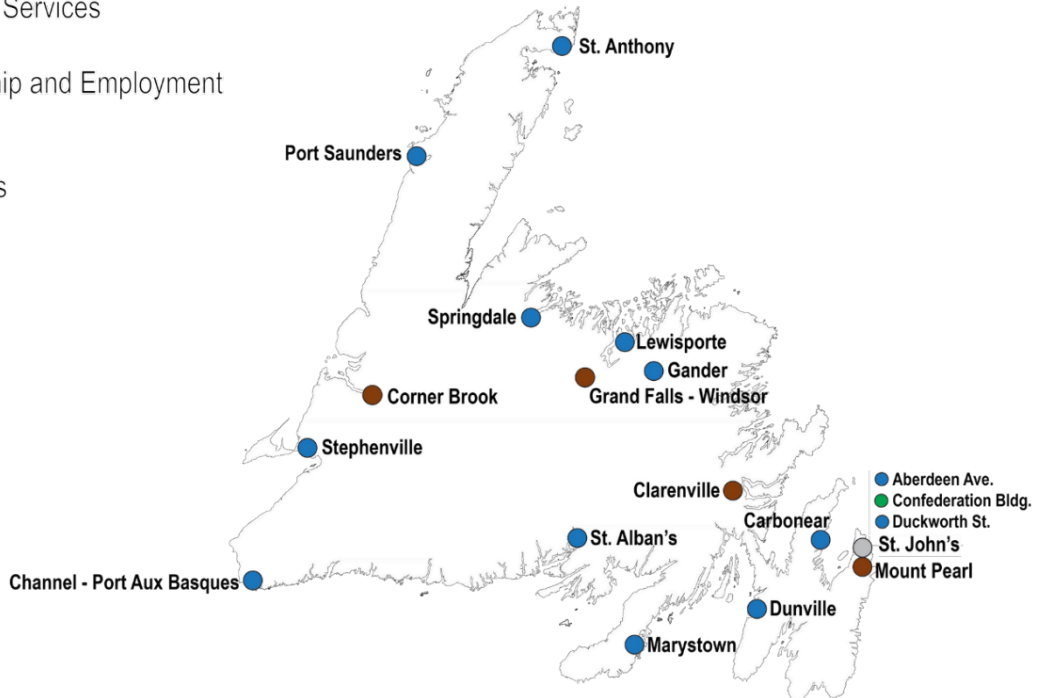 Services
St. Anthony
ip and Employment
Port Saunders
s
Springdale
Lewisporte
Gander
Corner Brook
Grand Falls - Windsor
Stephenville
Aberdeen Ave.
Clarenville
Confederation Bldg.
Carbonear
Duckworth St.
St. Alban's
St. John's
Mount Pearl
Channel - Port Aux Basques
Dunville
Marystown